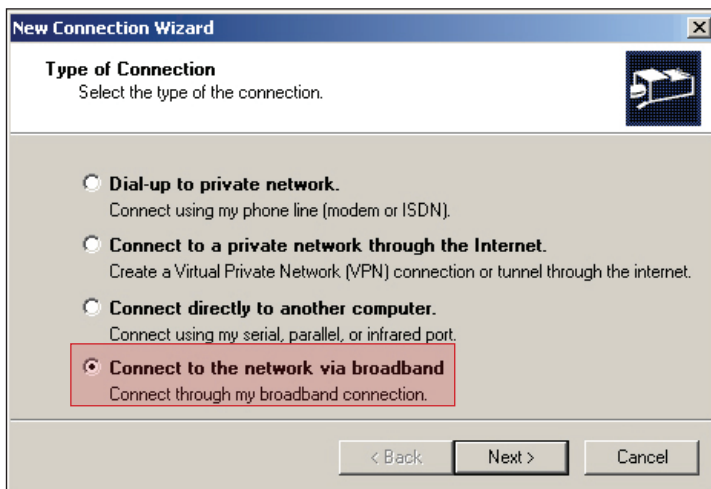 New Connection Wizard
Type of Connection
Select the type of the connection.
Dial-up to private network.
Connect using my phone line (modem or ISDN).
Connect to a private network through the Internet.
Create a Virtual Private Network (VPN) connection or tunnel through the internet.
Connect directly to another computer.
Connect using my serial, parallel, or infrared port.
Connect to the network via broadband
Connect through my broadband connection.
< Back Next > Cancel